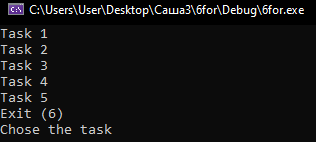 C:\Users\User\Desktop\Саша3\6for\Debug\6for.exe
Task 1
Task 2
Task 3
Task 4
Task 5
Exit (6)
Chose the task